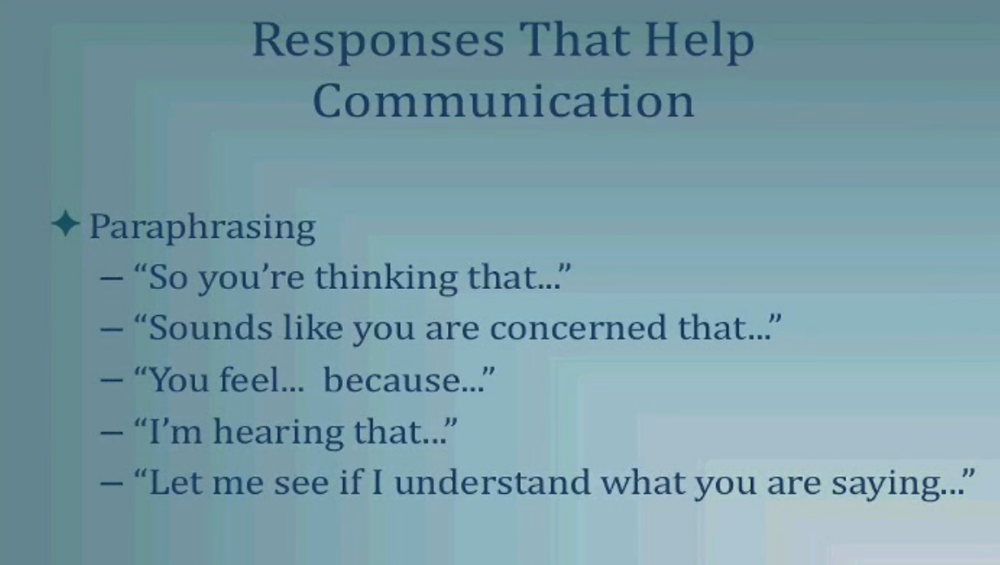 Responses That Help
Communication
✦ Paraphrasing
– “So you’re thinking that...”
– “Sounds like you are concerned that...”
– “You feel...  because...”
– “I’m hearing that...”
– “Let me see if I understand what you are saying...”